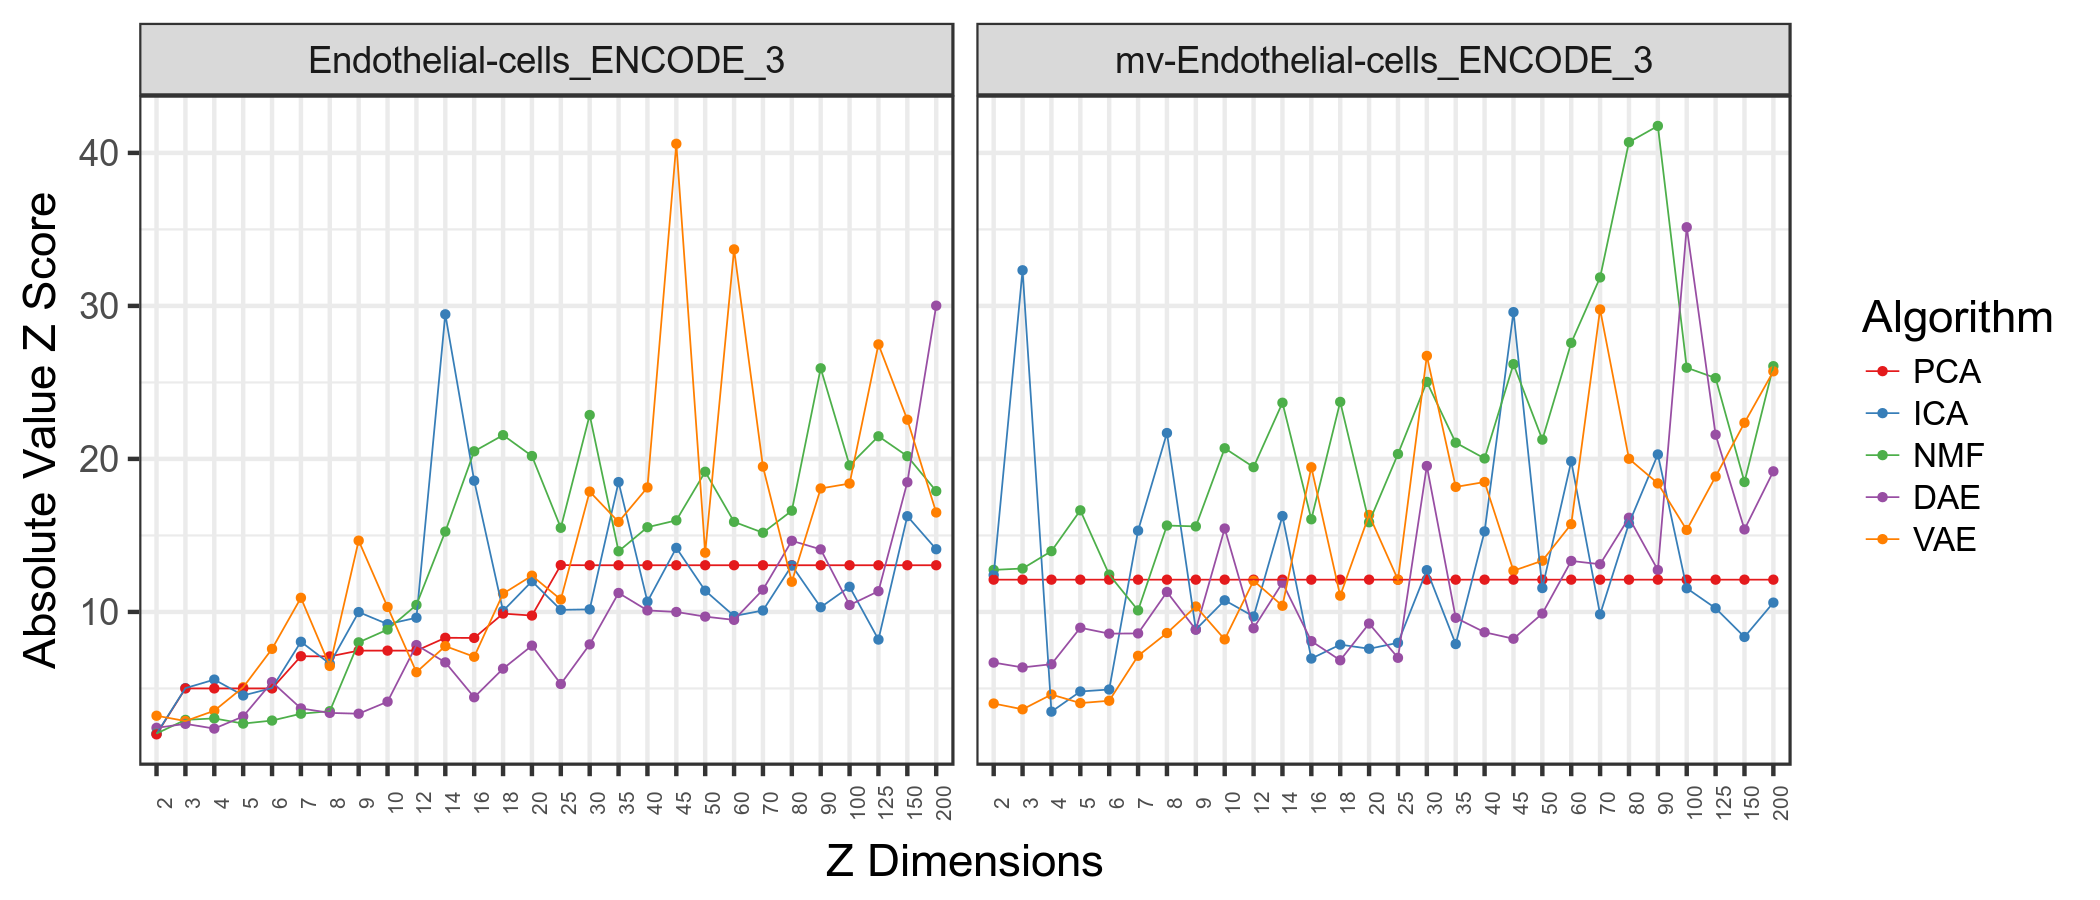 Endothelial-cells_ENCODE_3 mv-Endothelial-cells_ENCODE_3
Absolute Value Z Score
40
30
20
10
2 3 4 5 6 7 8 9 10 12 14 16 18 20 25 30 35 40 45 50 60 70 80 90 100 125 150 200
2 3 4 5 6 7 8 9 10 12 14 16 18 20 25 30 35 40 45 50 60 70 80 90 100 125 150 200
Z Dimensions
Algorithm
PCA
ICA
NMF
DAE
VAE